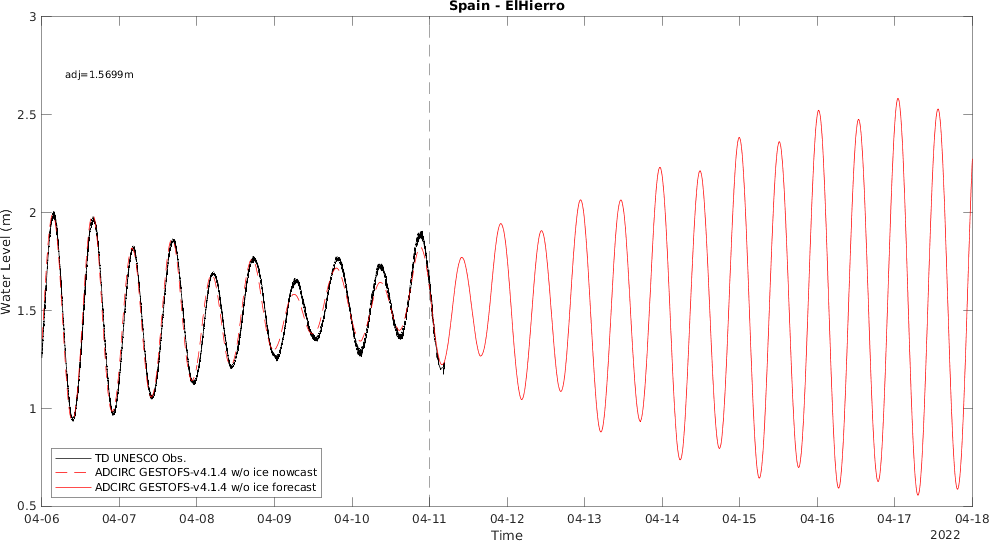 Spain - ElHierro
adj=1.5699m
Water Level (m)
3
2.5
2
1.5
1
0.5
TD UNESCO Obs.
ADCIRC GESTOFS-v4.1.4 w/o ice nowcast
ADCIRC GESTOFS-v4.1.4 w/o ice forecast
04-06 04-07 04-08 04-09 04-10 04-11 04-12 04-13 04-14 04-15 04-16 04-17 04-18
Time
2022